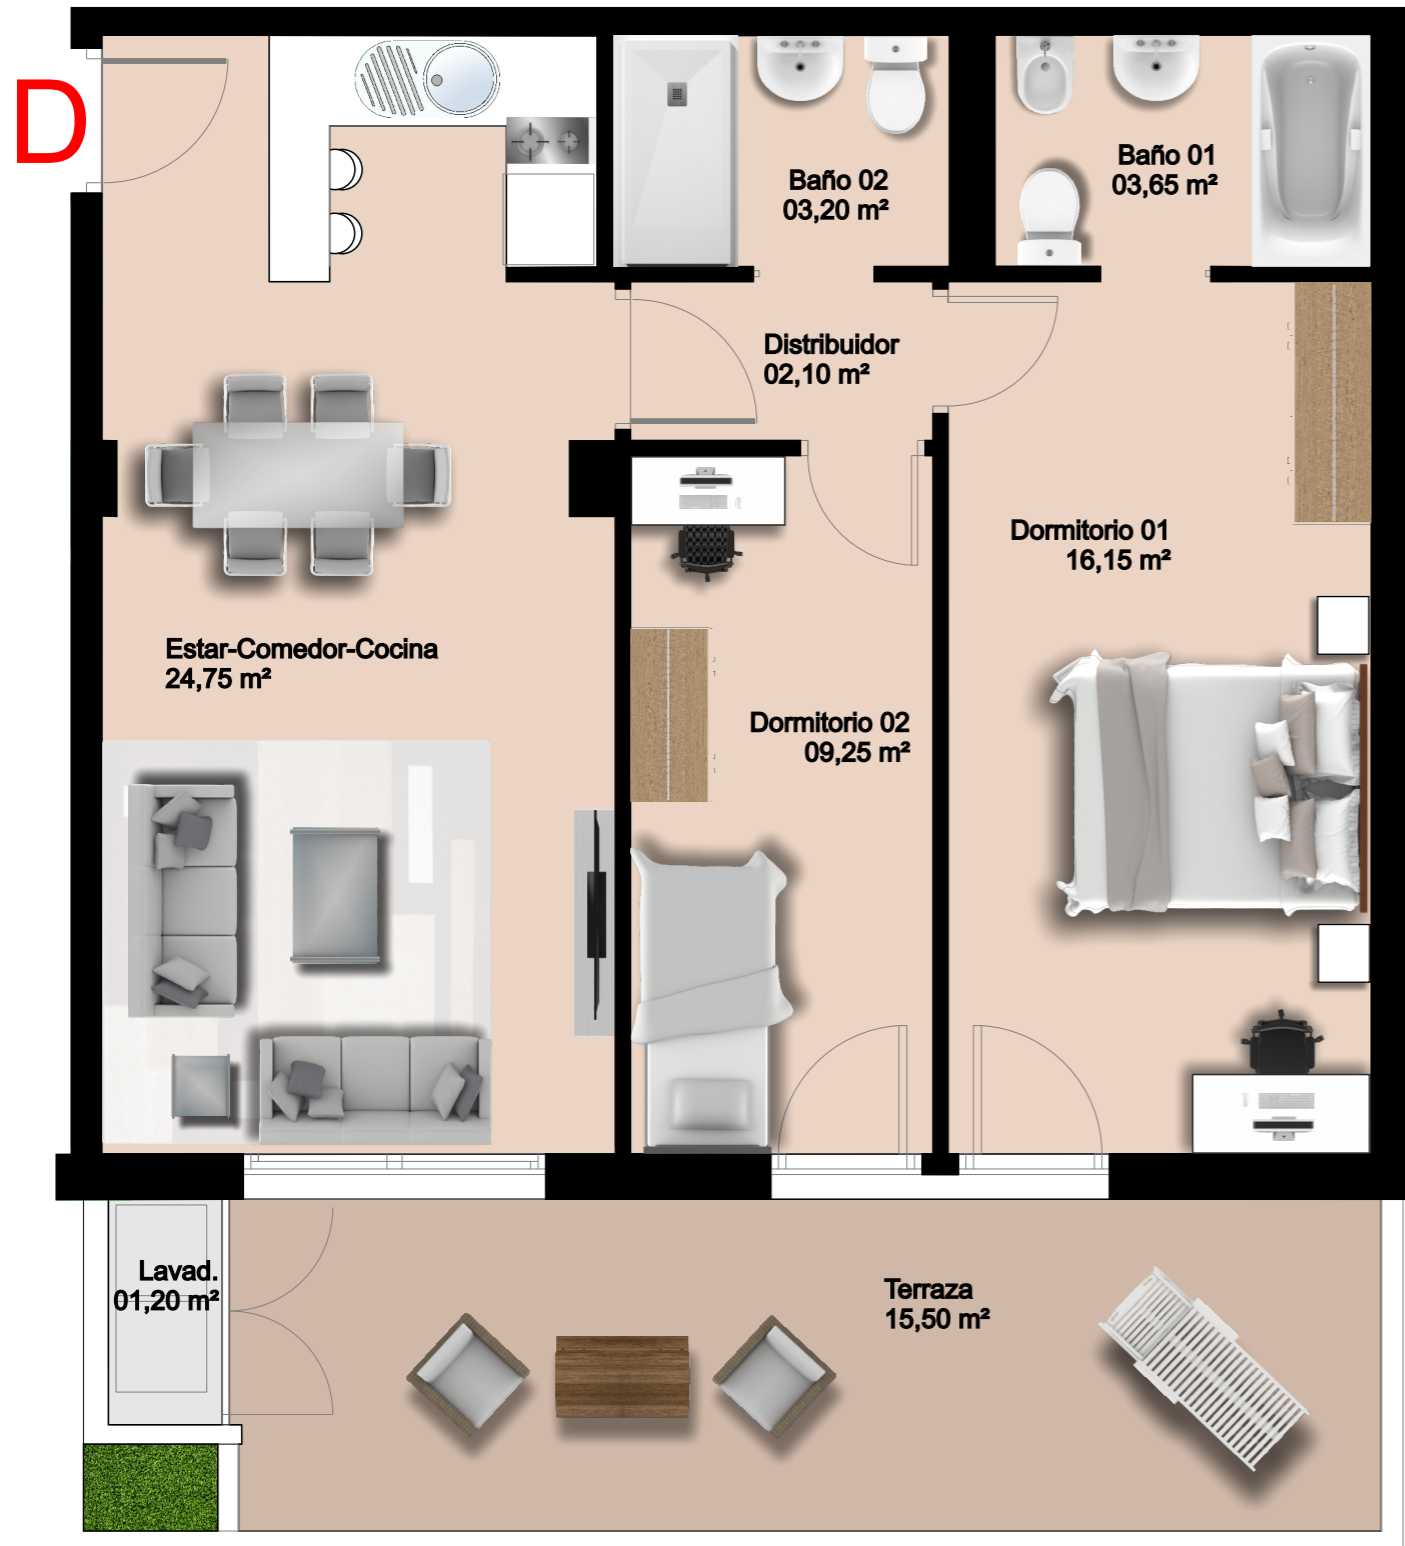 D
Baño 02
03,20 m²
Baño 01
03,65 m²
Distribuidor
02,10 m²
Dormitorio 01
16,15 m²
Estar-Comedor-Cocina
24,75 m²
Dormitorio 02
09,25 m²
Lavad.
01,20 m²
Terraza
15,50 m²